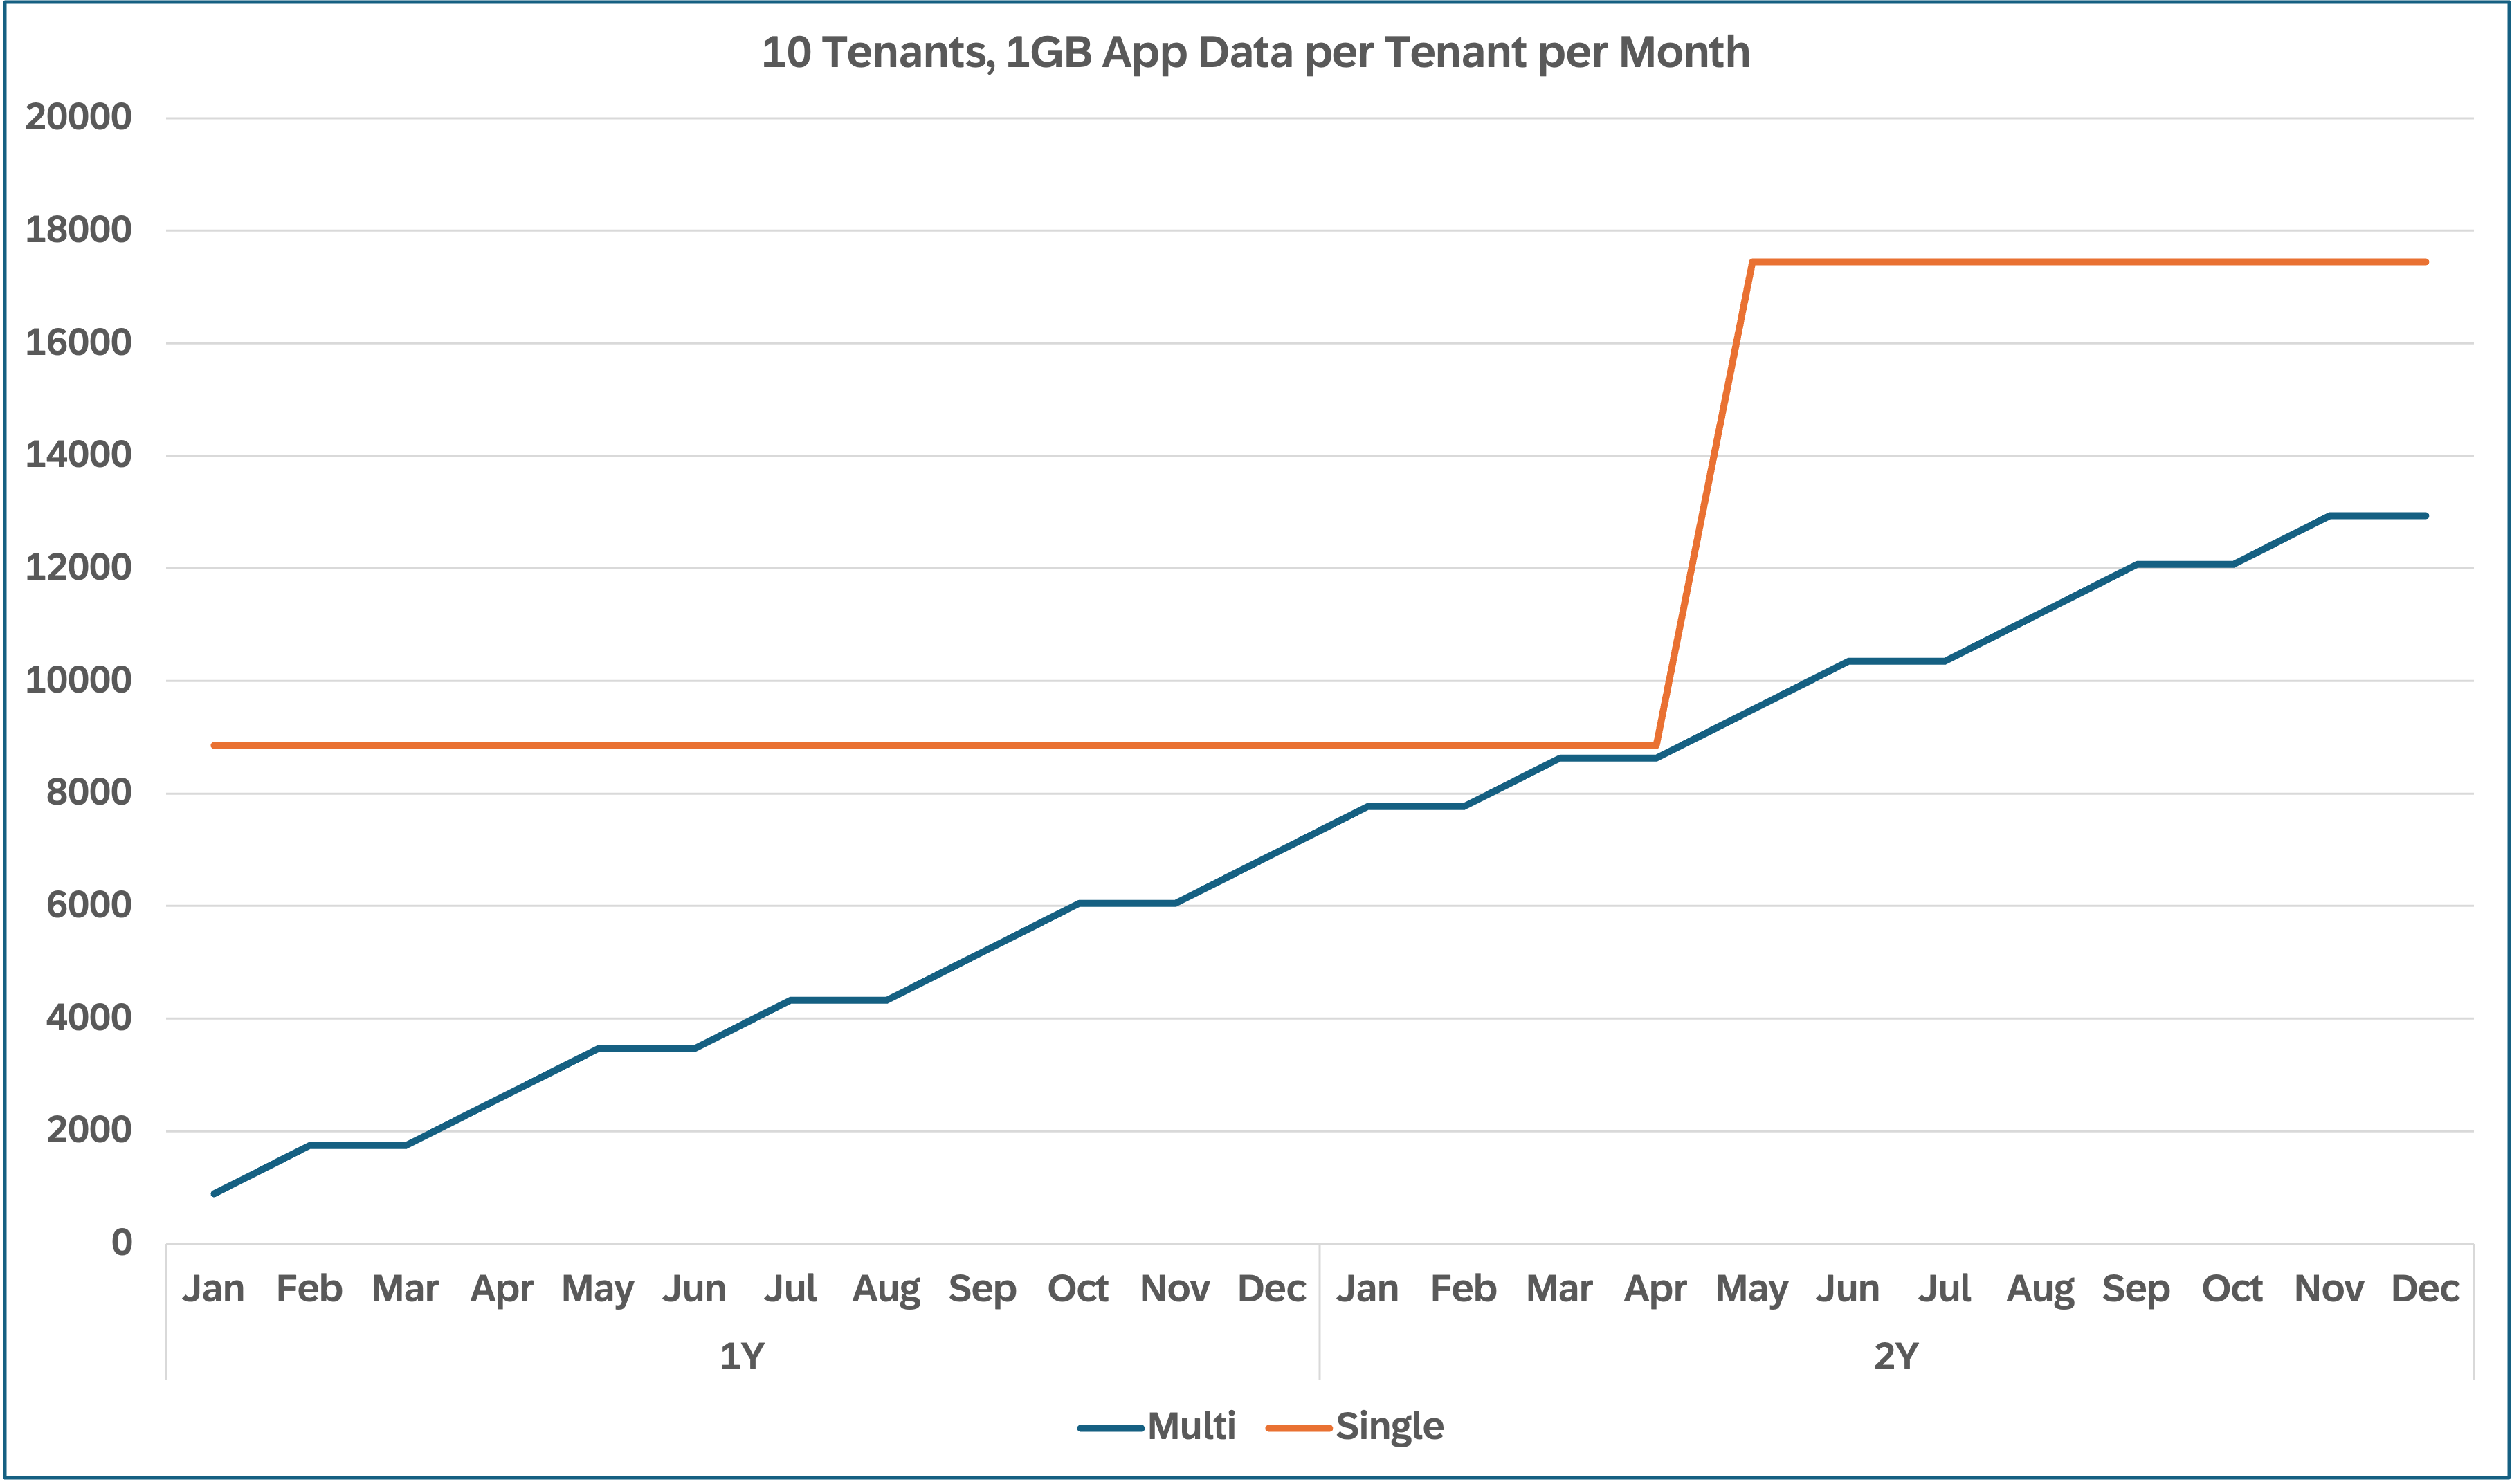 10 Tenants, 1GB App Data per Tenant per Month
20000
18000
16000
14000
12000
10000
8000
6000
4000
2000
0
Jan Feb Mar Apr May Jun Jul Aug Sep Oct Nov Dec Jan Feb Mar Apr May Jun Jul Aug Sep Oct Nov Dec
1Y 2Y
Multi Single